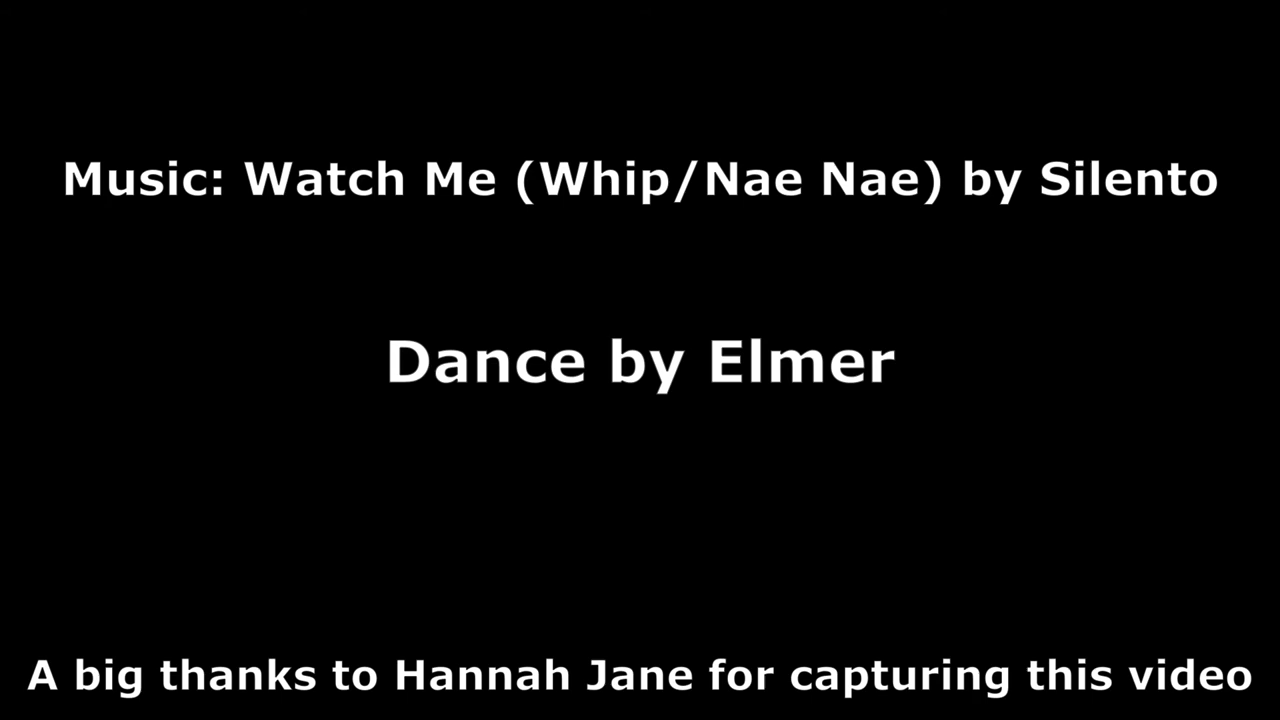 Music: Watch Me (Whip/Nae Nae) by Silento
Dance by Elmer
A big thanks to Hannah Jane for capturing this video